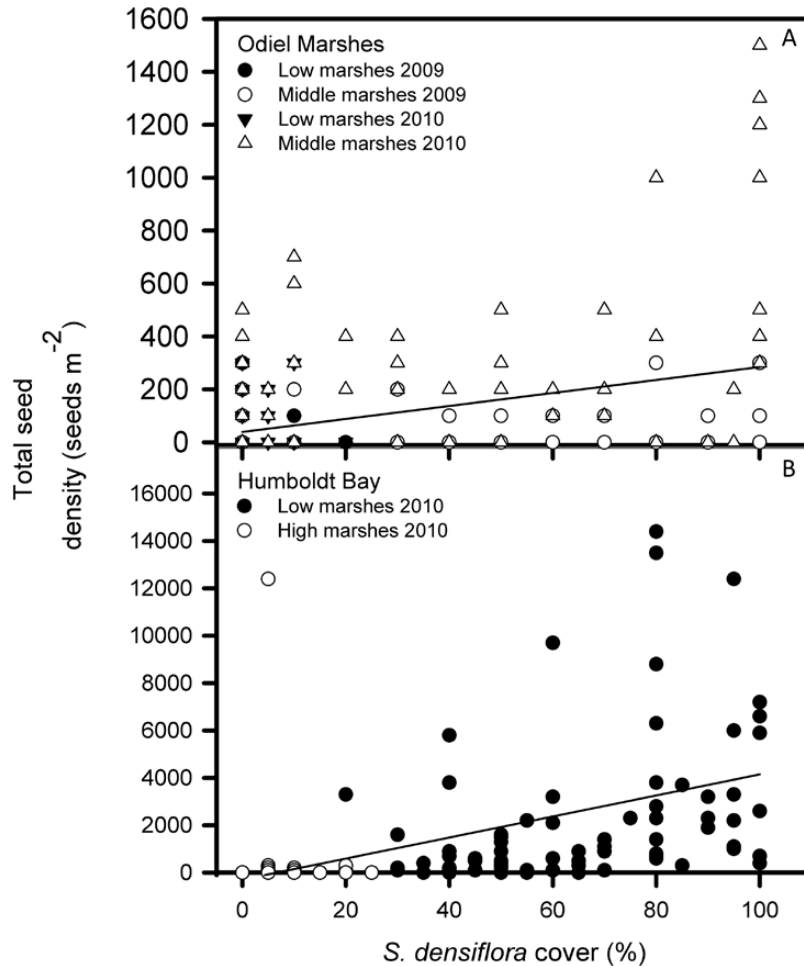 A
Odiel Marshes
Low marshes 2009
Middle marshes 2009
Low marshes 2010
Middle marshes 2010
1600
1400
1200
1000
800
600
400
200
0
Total seed
density (seeds m⁻²)
B
Humboldt Bay
Low marshes 2010
High marshes 2010
16000
14000
12000
10000
8000
6000
4000
2000
0
0 20 40 60 80 100
S. densiflora cover (%)